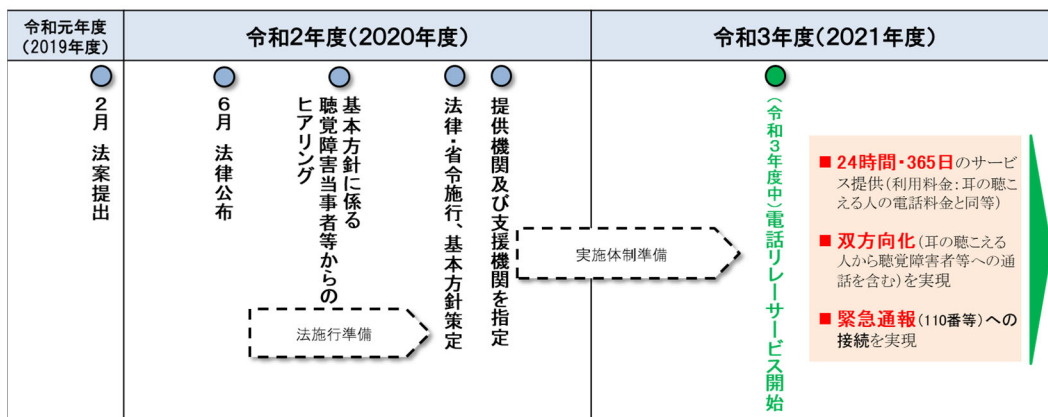 令和元年度
(2019年度)
令和2年度(2020年度)
令和3年度(2021年度)
2月 法案提出
6月 法律公布
基本方針に係る
聴覚障害当事者等からの
ヒアリング
法律・省令施行、基本方針策定
提供機関及び支援機関を指定
(令和3年度中)電話リレーサービス開始
法施行準備
実施体制準備
■ 24時間・365日のサービ
ス提供(利用料金:耳の聴こ
える人の電話料金と同等)
■ 双方向化(耳の聴こえる
人から聴覚障害者等への通
話を含む)を実現
■ 緊急通報(110番等)への
接続を実現